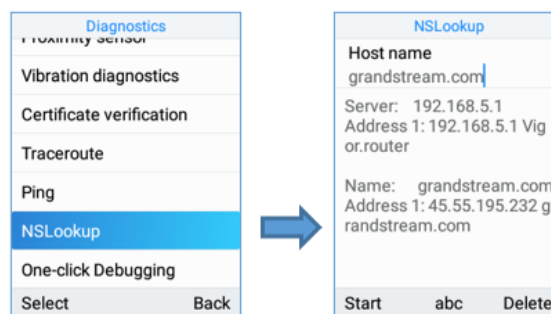 Diagnostics
Proximity sensor
Vibration diagnostics
Certificate verification
Traceroute
Ping
NSLookup
One-click Debugging
Select Back
NSLookup
Host name
grandstream.com
Server: 192.168.5.1
Address 1: 192.168.5.1 Vig
or.router
Name: grandstream.com
Address 1: 45.55.195.232 g
randstream.com
Start abc Delete